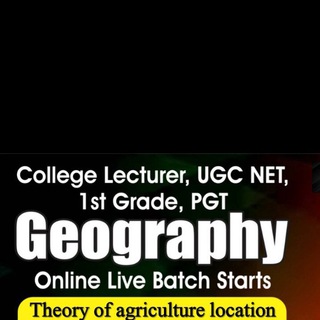 College Lecturer, UGC NET,
1st Grade, PGT
Geography
Online Live Batch Starts
Theory of agriculture location